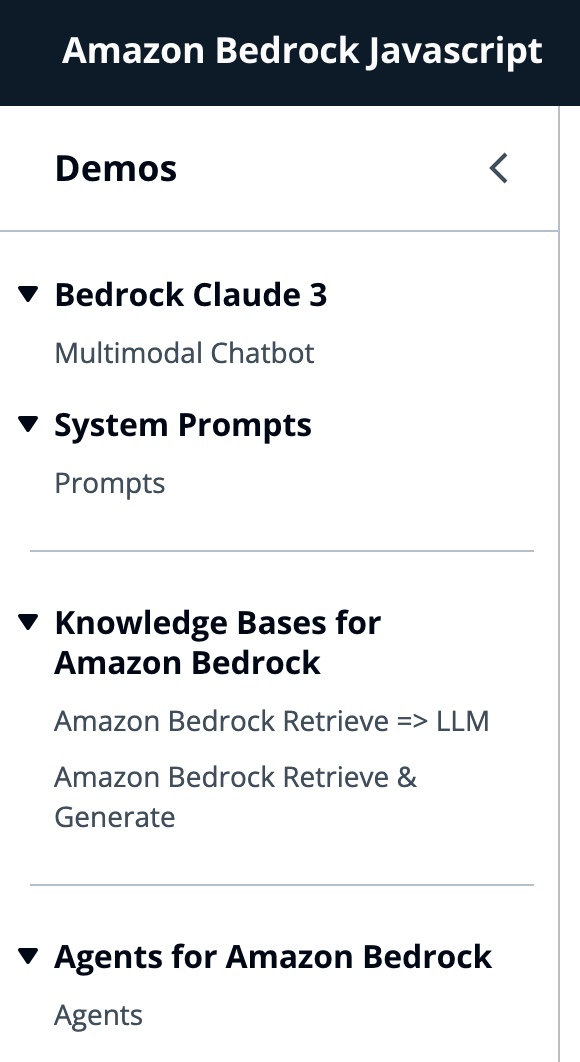 Amazon Bedrock Javascript
Demos
Bedrock Claude 3
Multimodal Chatbot
System Prompts
Prompts
Knowledge Bases for
Amazon Bedrock
Amazon Bedrock Retrieve => LLM
Amazon Bedrock Retrieve &
Generate
Agents for Amazon Bedrock
Agents